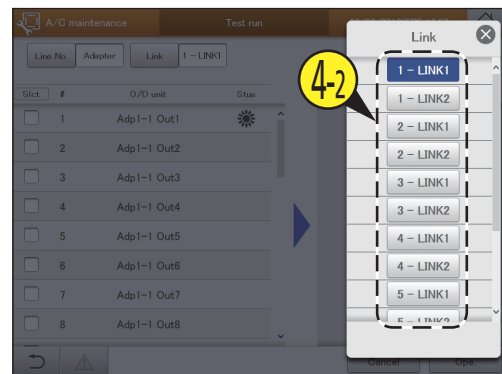 A/C maintenance
Test run
Line No. Adapter Link 1-LINK1
Slct # O/D unit Stus
1 Adp1-1 Out1
2 Adp1-1 Out2
3 Adp1-1 Out3
4 Adp1-1 Out4
5 Adp1-1 Out5
6 Adp1-1 Out6
7 Adp1-1 Out7
8 Adp1-1 Out8
4-2
Link
1-LINK1
1-LINK2
2-LINK1
2-LINK2
3-LINK1
3-LINK2
4-LINK1
4-LINK2
5-LINK1
5-LINK2
Cancel
Ope.